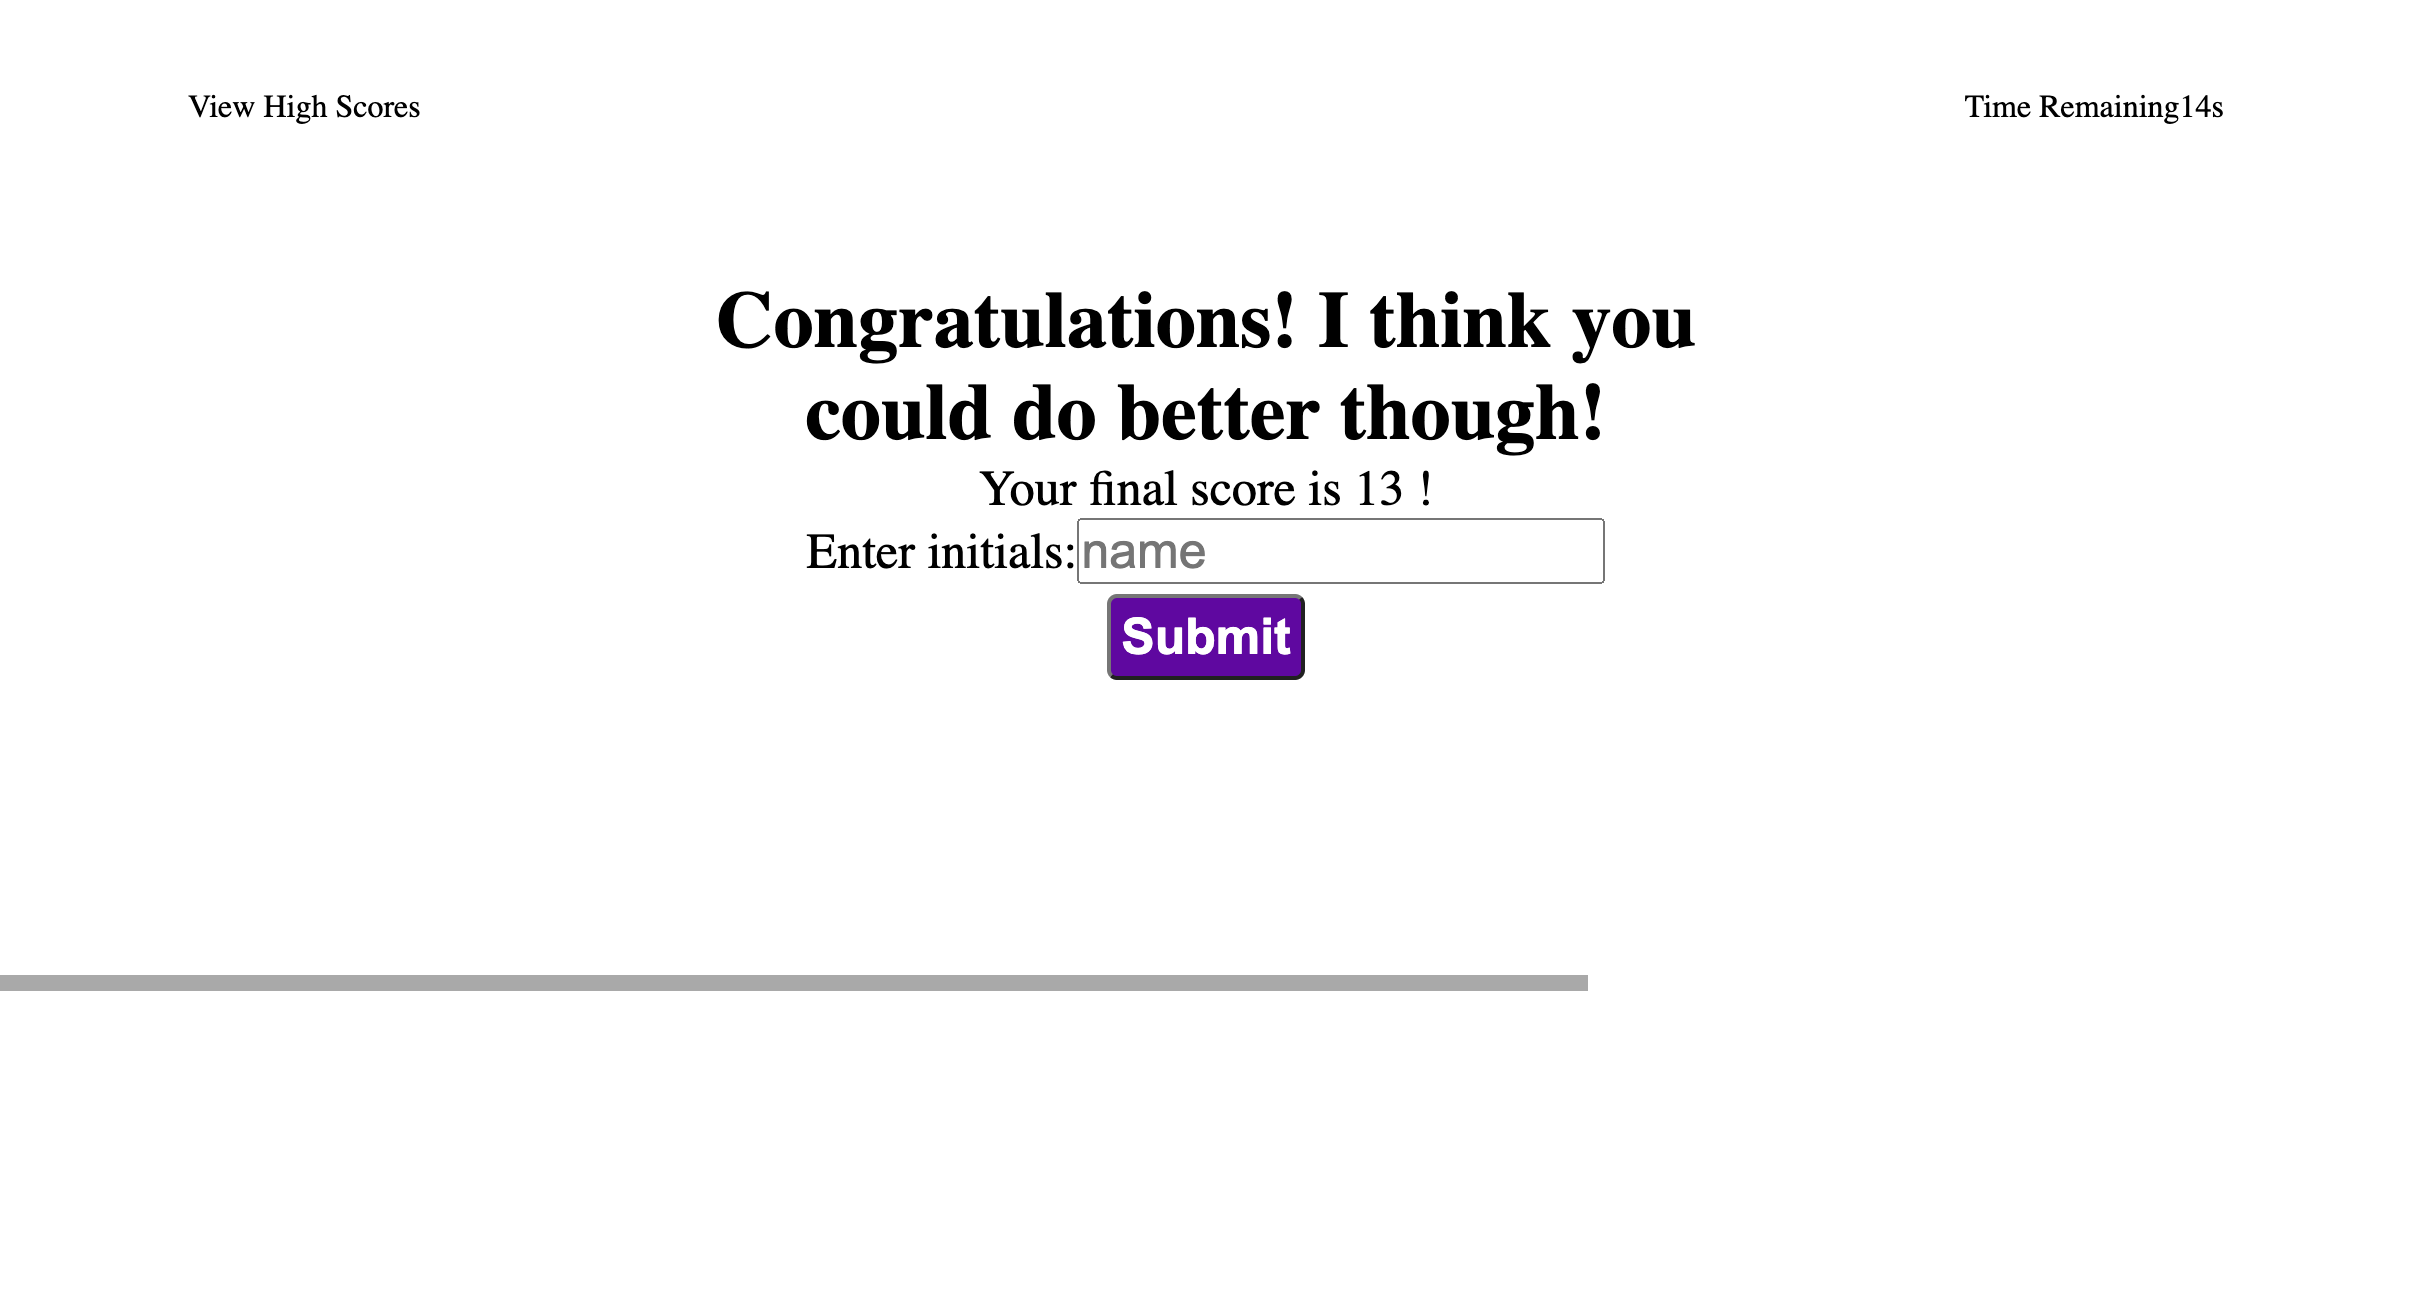 View High Scores
Time Remaining14s
Congratulations! I think you
could do better though!
Your final score is 13 !
Enter initials:
name
Submit